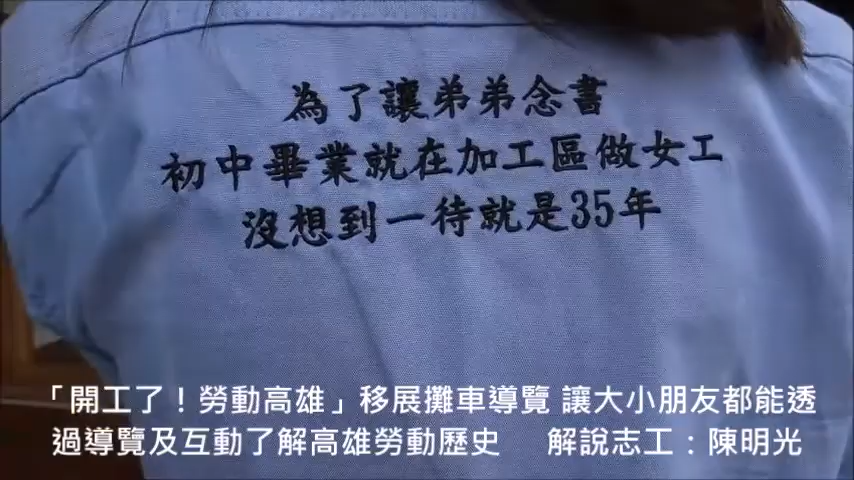 為了讓弟弟念書
初中畢業就在加工區做女工
沒想到一待就是35年
「開工了！勞動高雄」移展攤車導覽 讓大小朋友都能透
過導覽及互動了解高雄勞動歷史 解說志工：陳明光